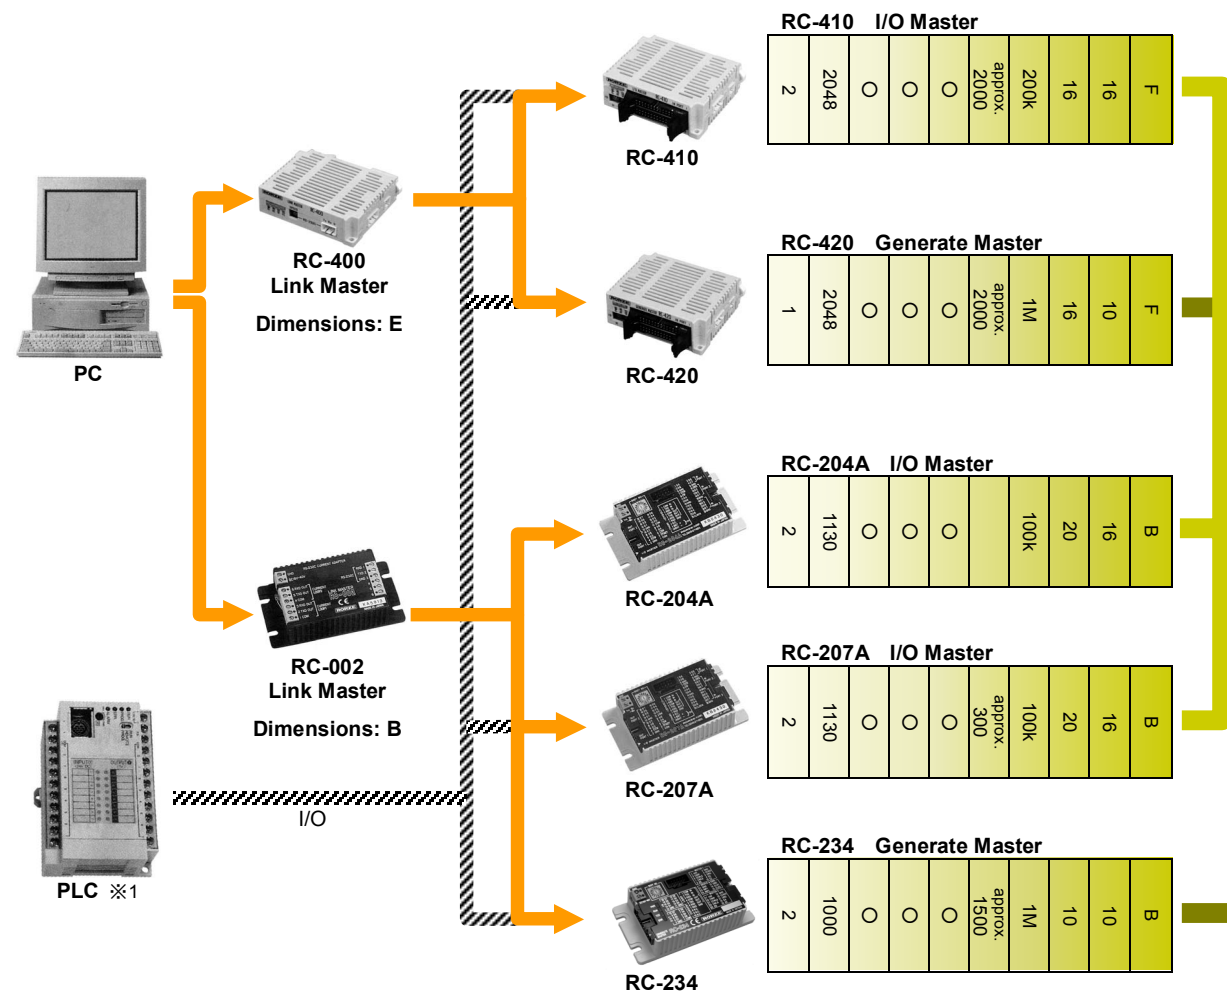 RC-410 I/O Master
2
2048
○
○
○
approx.
2000
200k
16
16
F
RC-410
RC-400
Link Master
Dimensions: E
PC
RC-420 Generate Master
1
2048
○
○
○
approx.
2000
1M
16
10
F
RC-420
RC-204A I/O Master
2
1130
○
○
○
100k
20
16
B
RC-204A
RC-002
Link Master
Dimensions: B
RC-207A I/O Master
2
1130
○
○
○
approx.
300
100k
20
16
B
RC-207A
I/O
PLC ※1
RC-234 Generate Master
2
1000
○
○
○
approx.
1500
1M
10
10
B
RC-234